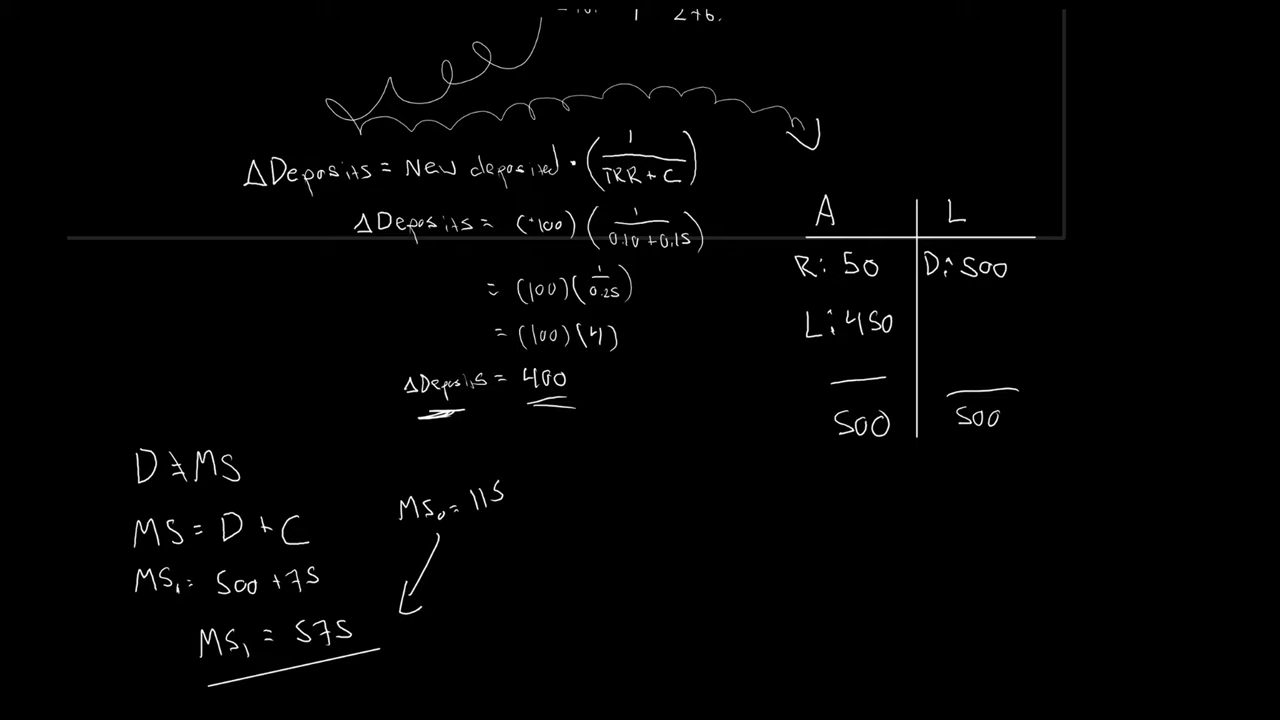 ΔDeposits = New deposited · (1/(TRR + C))
ΔDeposits = (+100) (1/(0.10+0.15))
= (100)(1/0.25)
= (100)(4)
ΔDeposits = 400
A | L
R: 50 | D: 500
L: 450
500 | 500
D ≠ MS
MS = D + C
MS₁ = 500 + 75
MS₁ = 575
MS₀ = 115